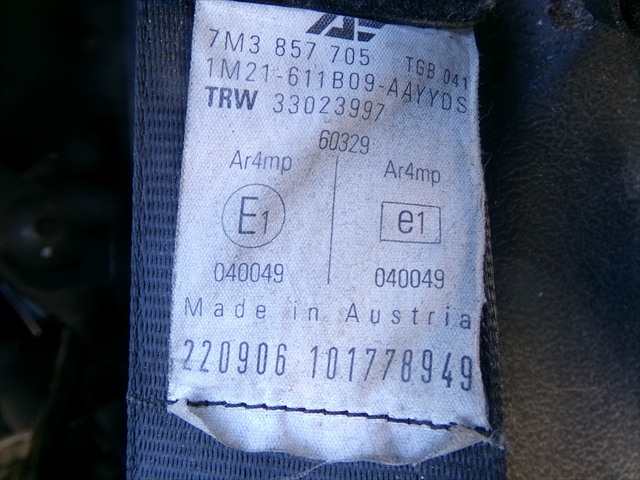 7M3 857 705 TGB 041
1M21-611B09-AAYYDS
TRW 33023997
60329
Ar4mp Ar4mp
E1 e1
040049 040049
Made in Austria
220906 101778949